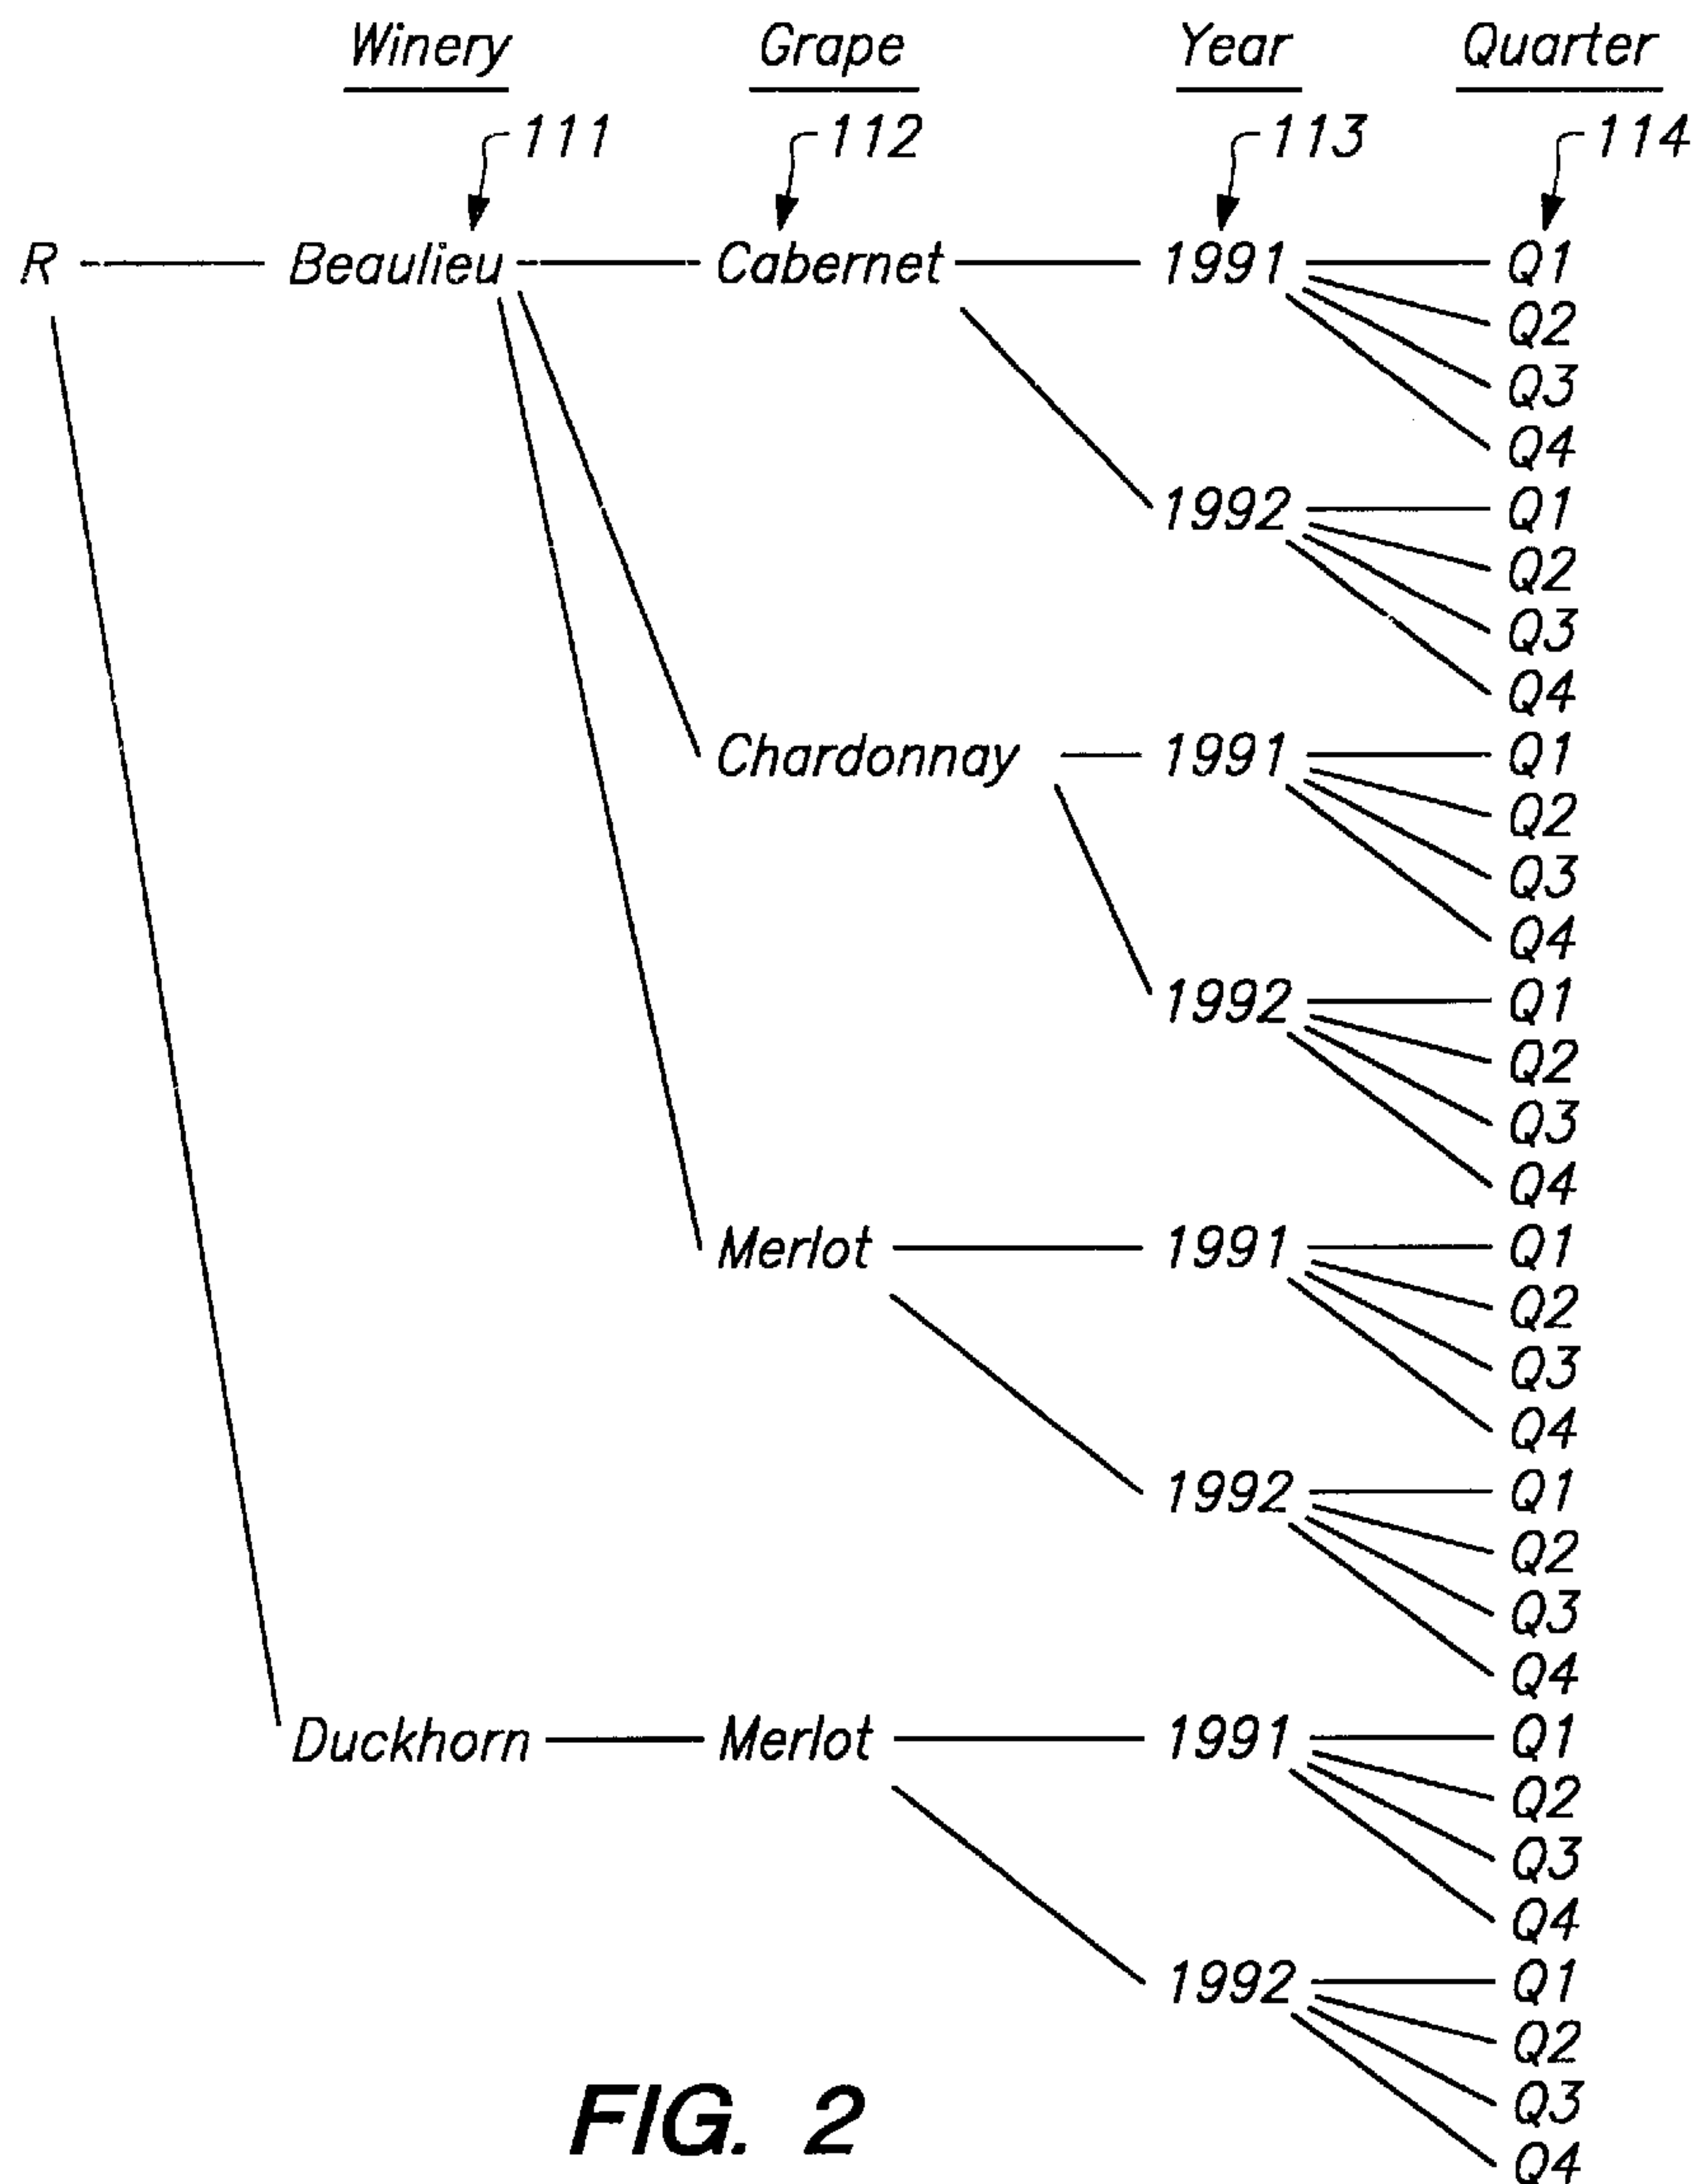 Winery Grape Year Quarter
111 112 113 114
R Beaulieu Cabernet 1991 Q1
Q2
Q3
Q4
1992 Q1
Q2
Q3
Q4
Chardonnay 1991 Q1
Q2
Q3
Q4
1992 Q1
Q2
Q3
Q4
Merlot 1991 Q1
Q2
Q3
Q4
1992 Q1
Q2
Q3
Q4
Duckhorn Merlot 1991 Q1
Q2
Q3
Q4
1992 Q1
Q2
Q3
Q4
FIG. 2